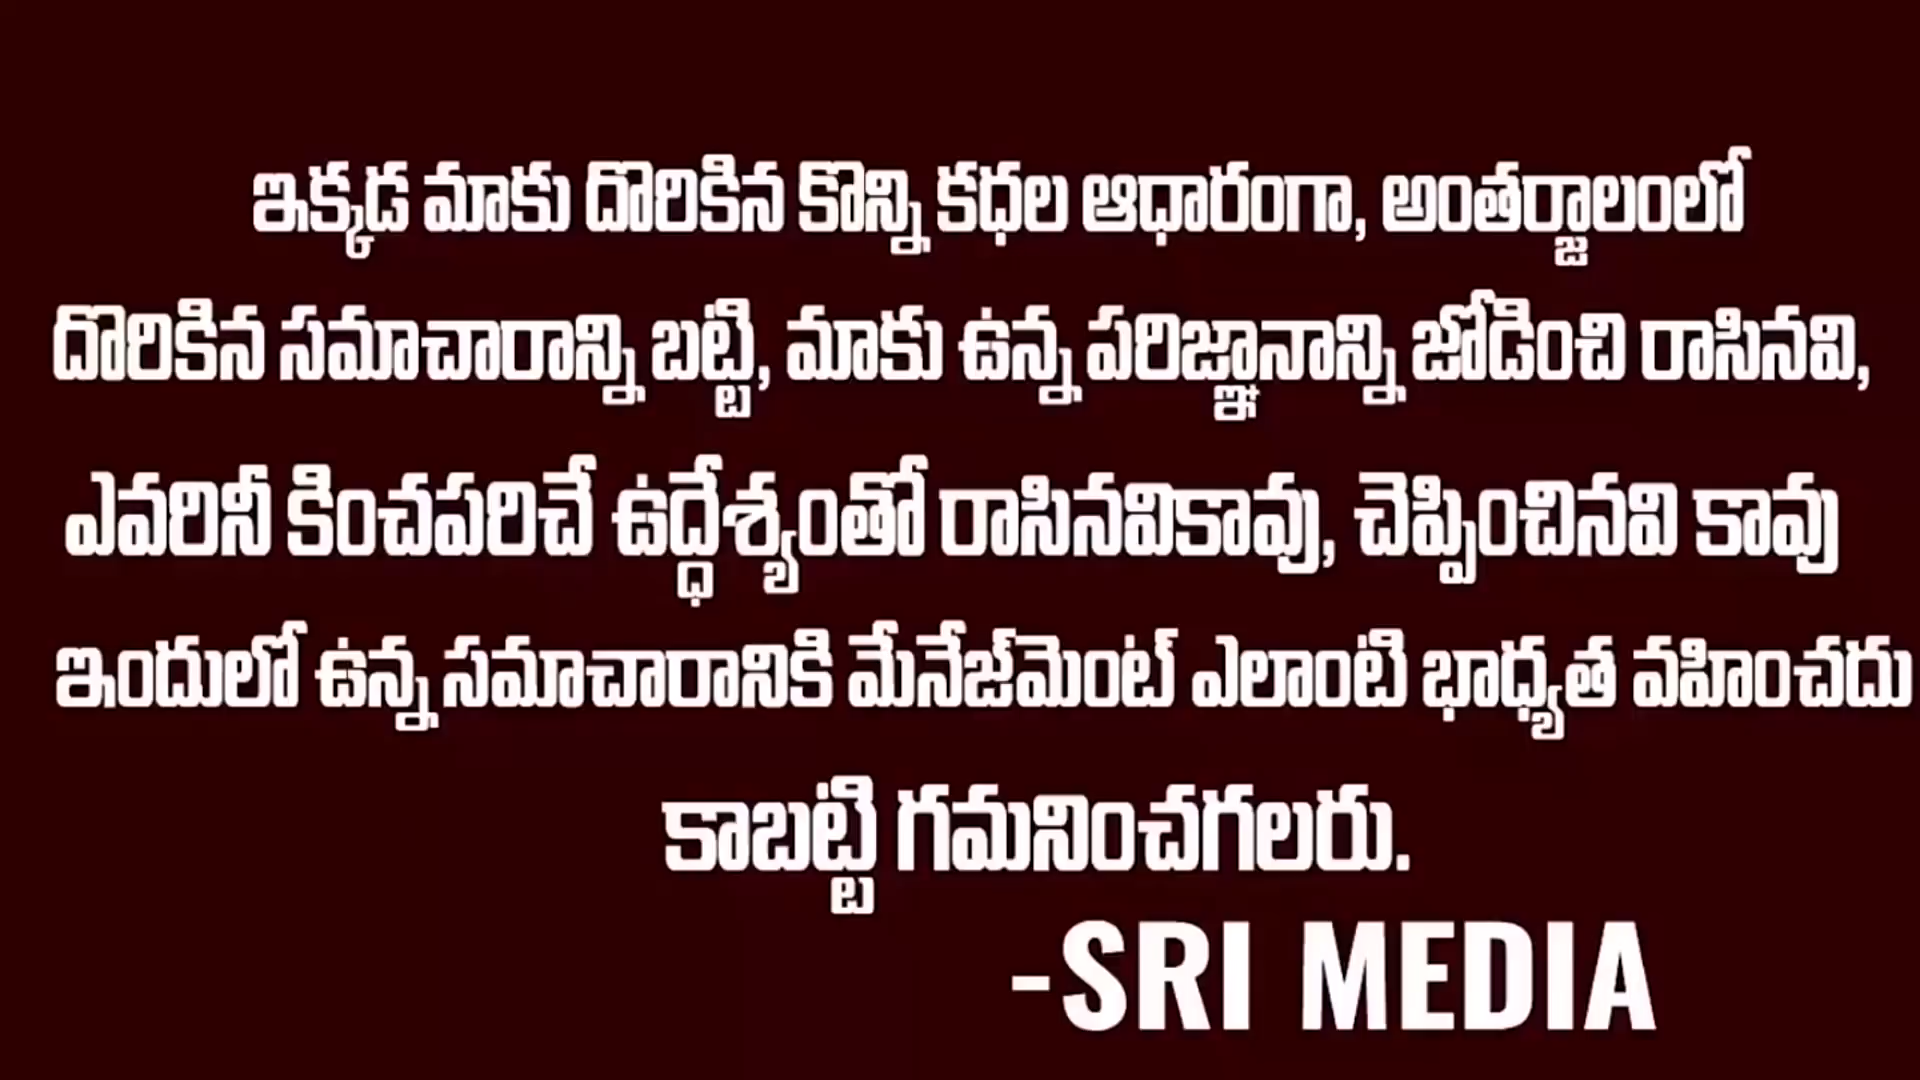 ఇక్కడ మాకు దొరికిన కొన్ని కధల ఆధారంగా, అంతర్జాలంలో
దొరికిన సమాచారాన్ని బట్టి, మాకు ఉన్న పరిజ్ఞానాన్ని జోడించి రాసినవి,
ఎవరినీ కించపరిచే ఉద్ధేశ్యంతో రాసినవికావు, చెప్పించినవి కావు
ఇందులో ఉన్న సమాచారానికి మేనేజ్‌మెంట్ ఎలాంటి భాధ్యత వహించదు
కాబట్టి గమనించగలరు.
-SRI MEDIA